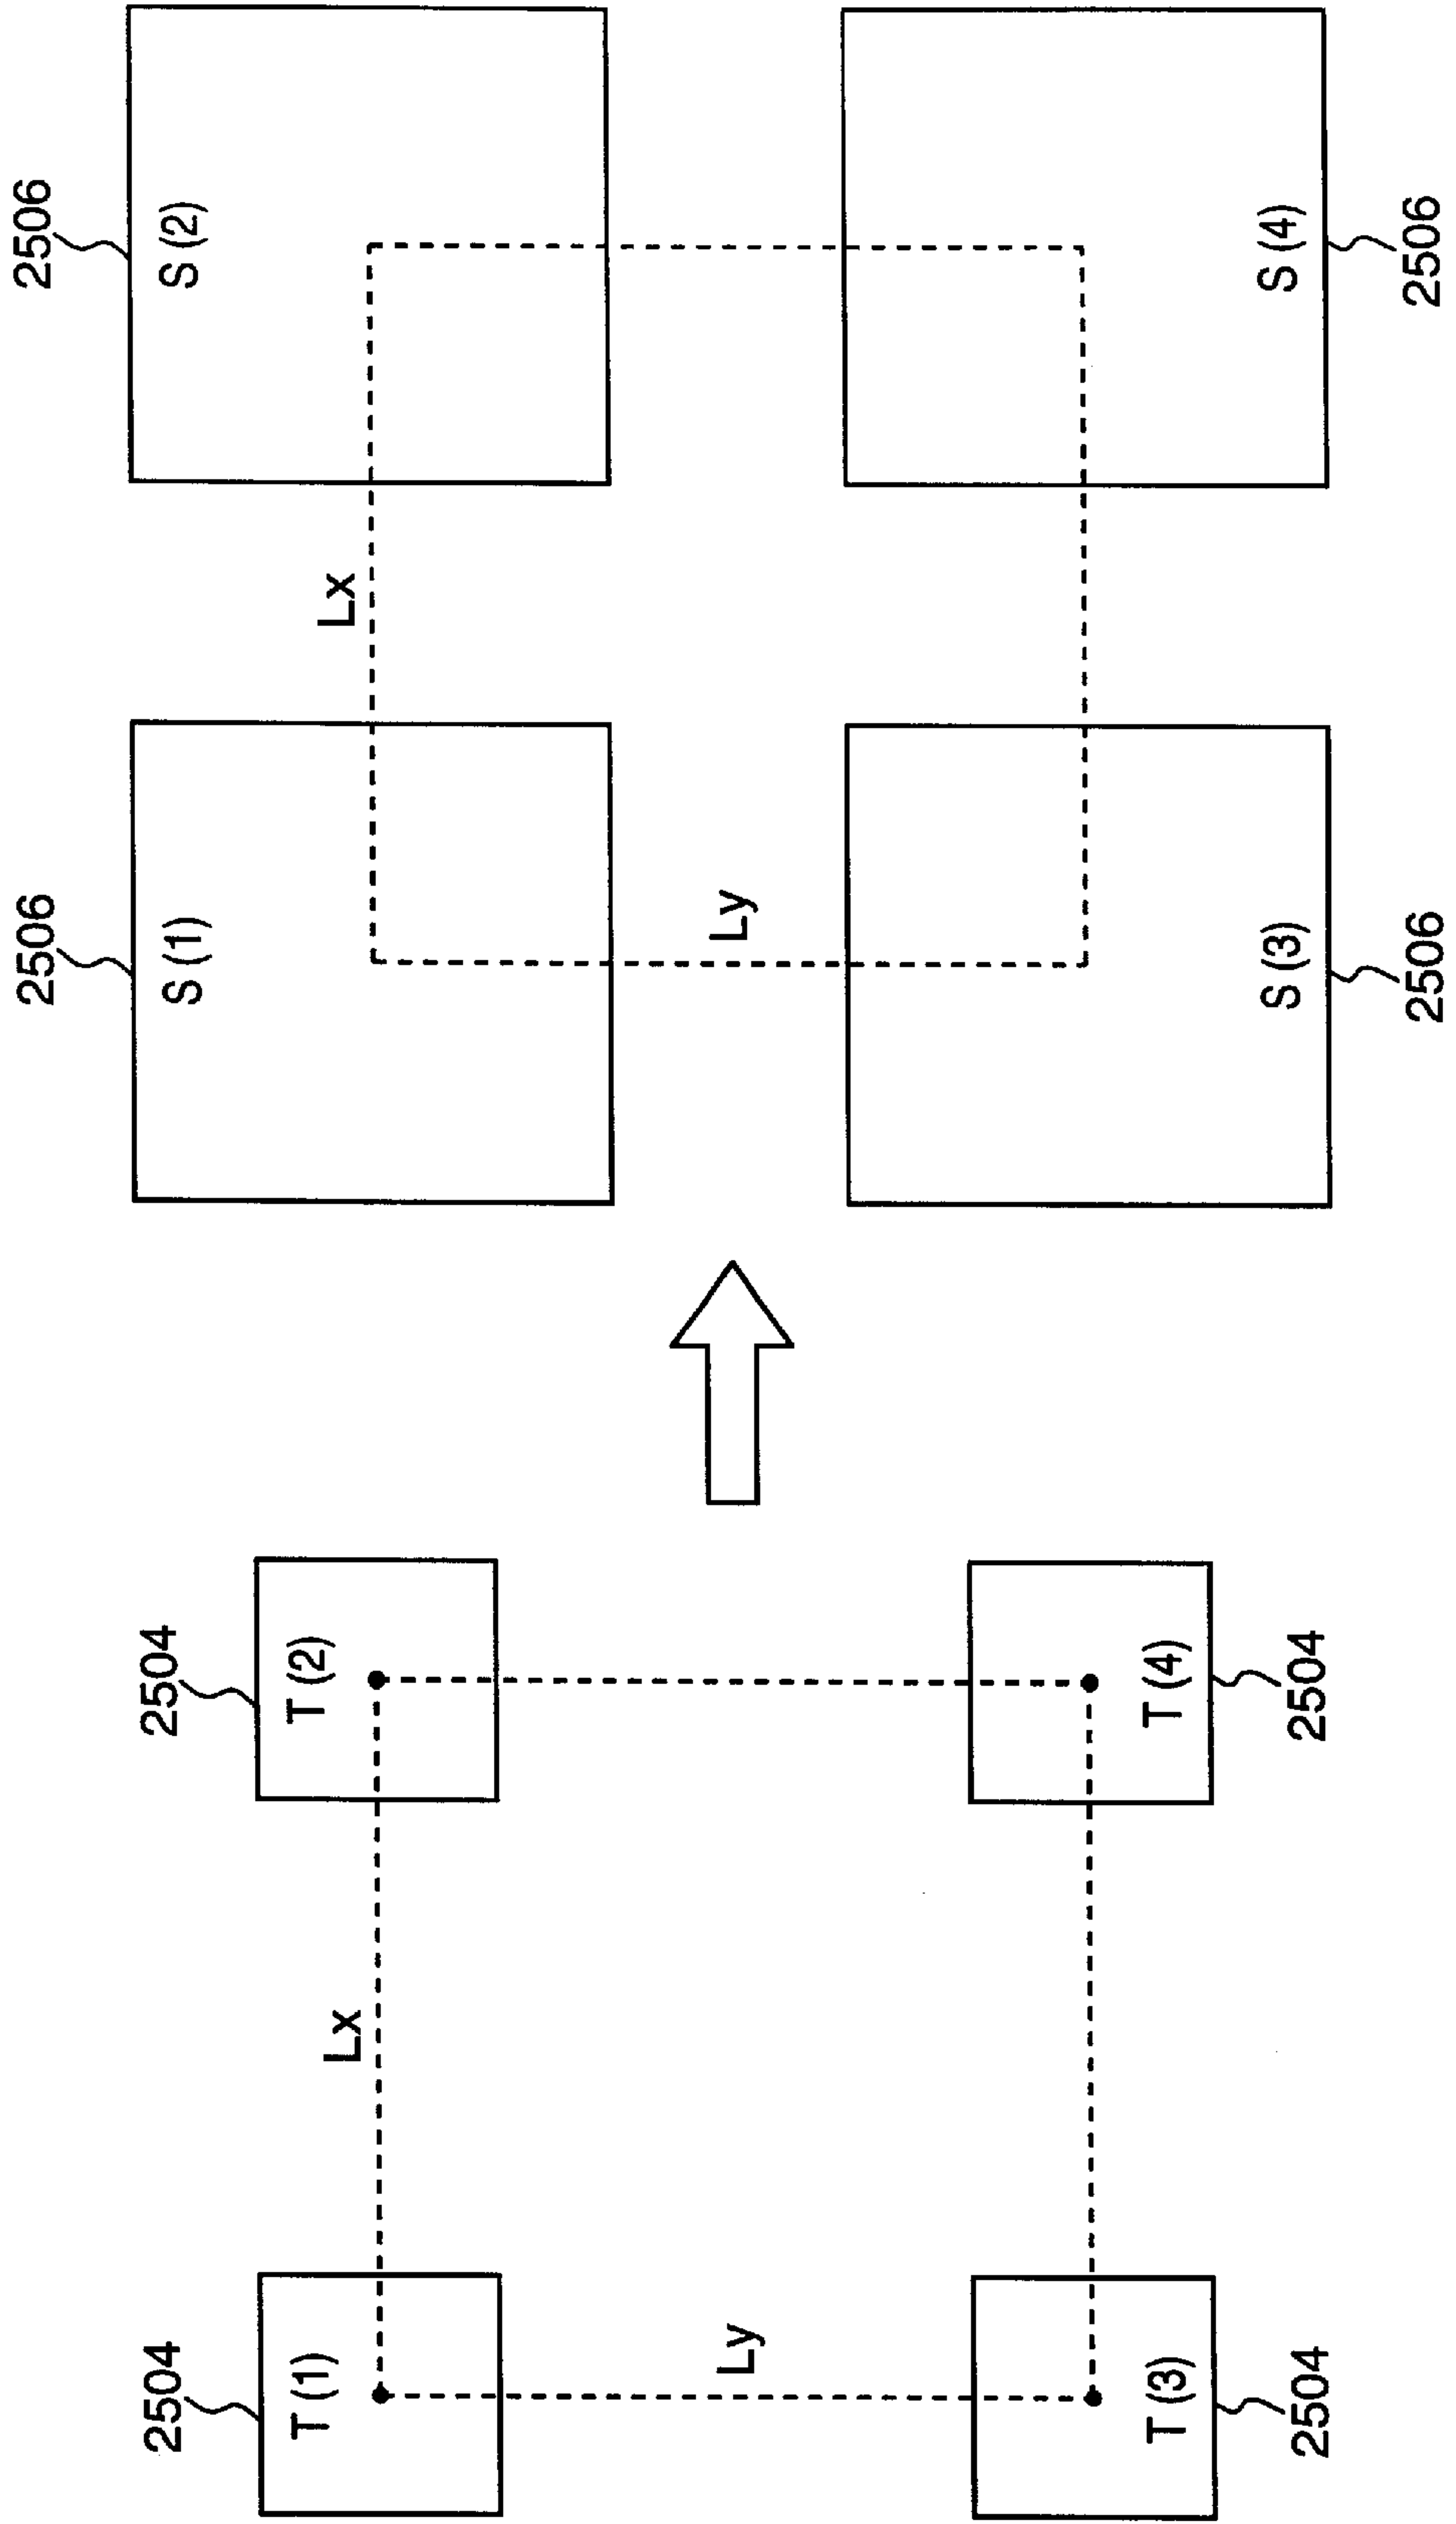 2504
T (1)
Lx
2504
T (2)
Ly
T (3)
2504
T (4)
2504
2506
S (1)
Lx
2506
S (2)
Ly
S (3)
2506
S (4)
2506